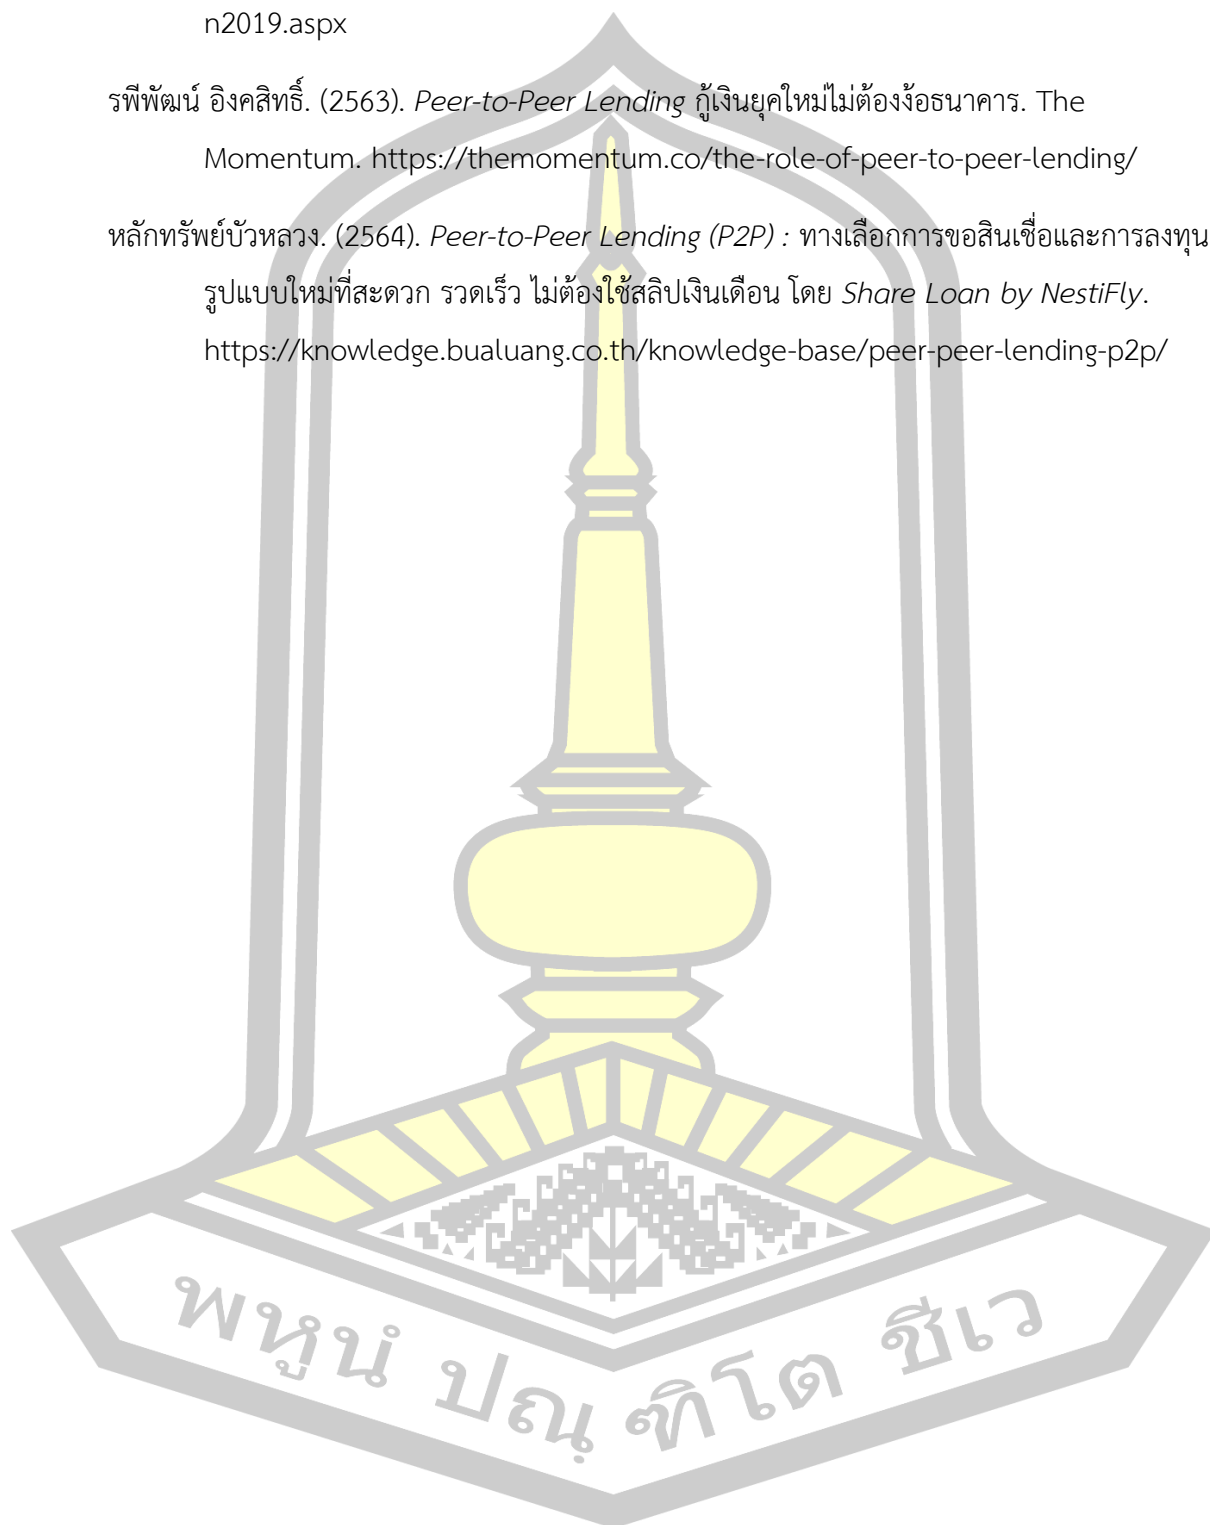 n2019.aspx
รพีพัฒน์ อิงคสิทธิ์. (2563). Peer-to-Peer Lending กู้เงินยุคใหม่ไม่ต้องง้อธนาคาร. The
Momentum. https://themomentum.co/the-role-of-peer-to-peer-lending/
หลักทรัพย์บัวหลวง. (2564). Peer-to-Peer Lending (P2P) : ทางเลือกการขอสินเชื่อและการลงทุน
รูปแบบใหม่ที่สะดวก รวดเร็ว ไม่ต้องใช้สลิปเงินเดือน โดย Share Loan by NestiFly.
https://knowledge.bualuang.co.th/knowledge-base/peer-peer-lending-p2p/
พหูนํ ปณฺฑิโต ชีเว